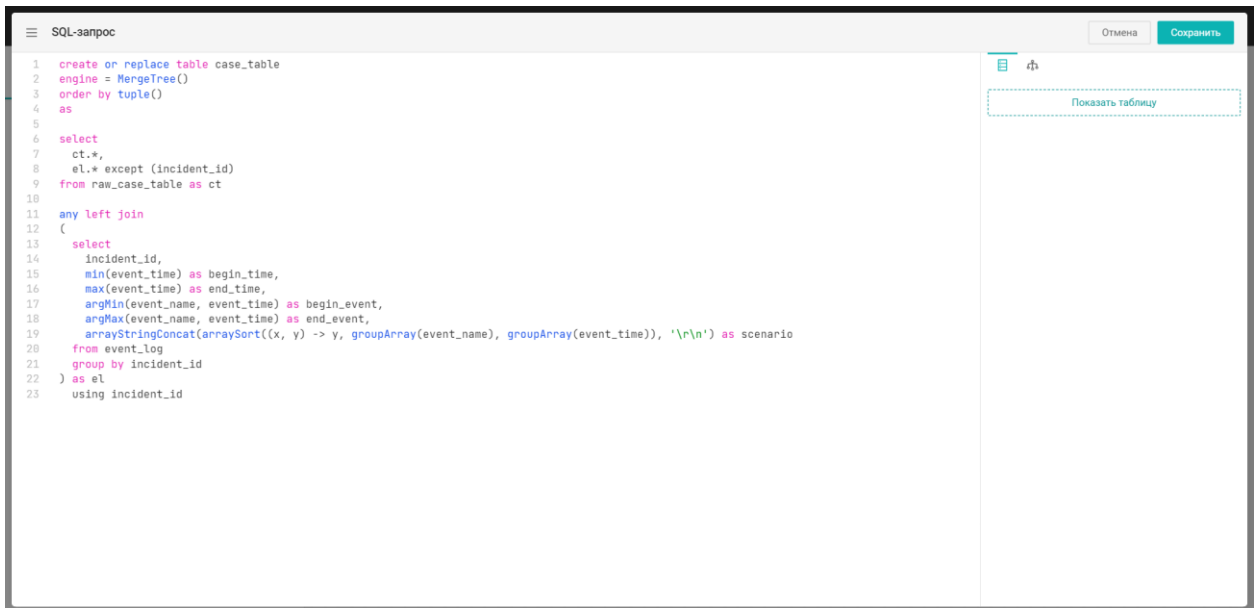 SQL-запрос
Отмена
Сохранить
1 create or replace table case_table
2 engine = MergeTree()
3 order by tuple()
4 as
5
6 select
7 ct.*,
8 el.* except (incident_id)
9 from raw_case_table as ct
10
11 any left join
12 (
13 select
14 incident_id,
15 min(event_time) as begin_time,
16 max(event_time) as end_time,
17 argMin(event_name, event_time) as begin_event,
18 argMax(event_name, event_time) as end_event,
19 arrayStringConcat(arraySort((x, y) -> y, groupArray(event_name), groupArray(event_time)), '\r\n') as scenario
20 from event_log
21 group by incident_id
22 ) as el
23 using incident_id
Показать таблицу